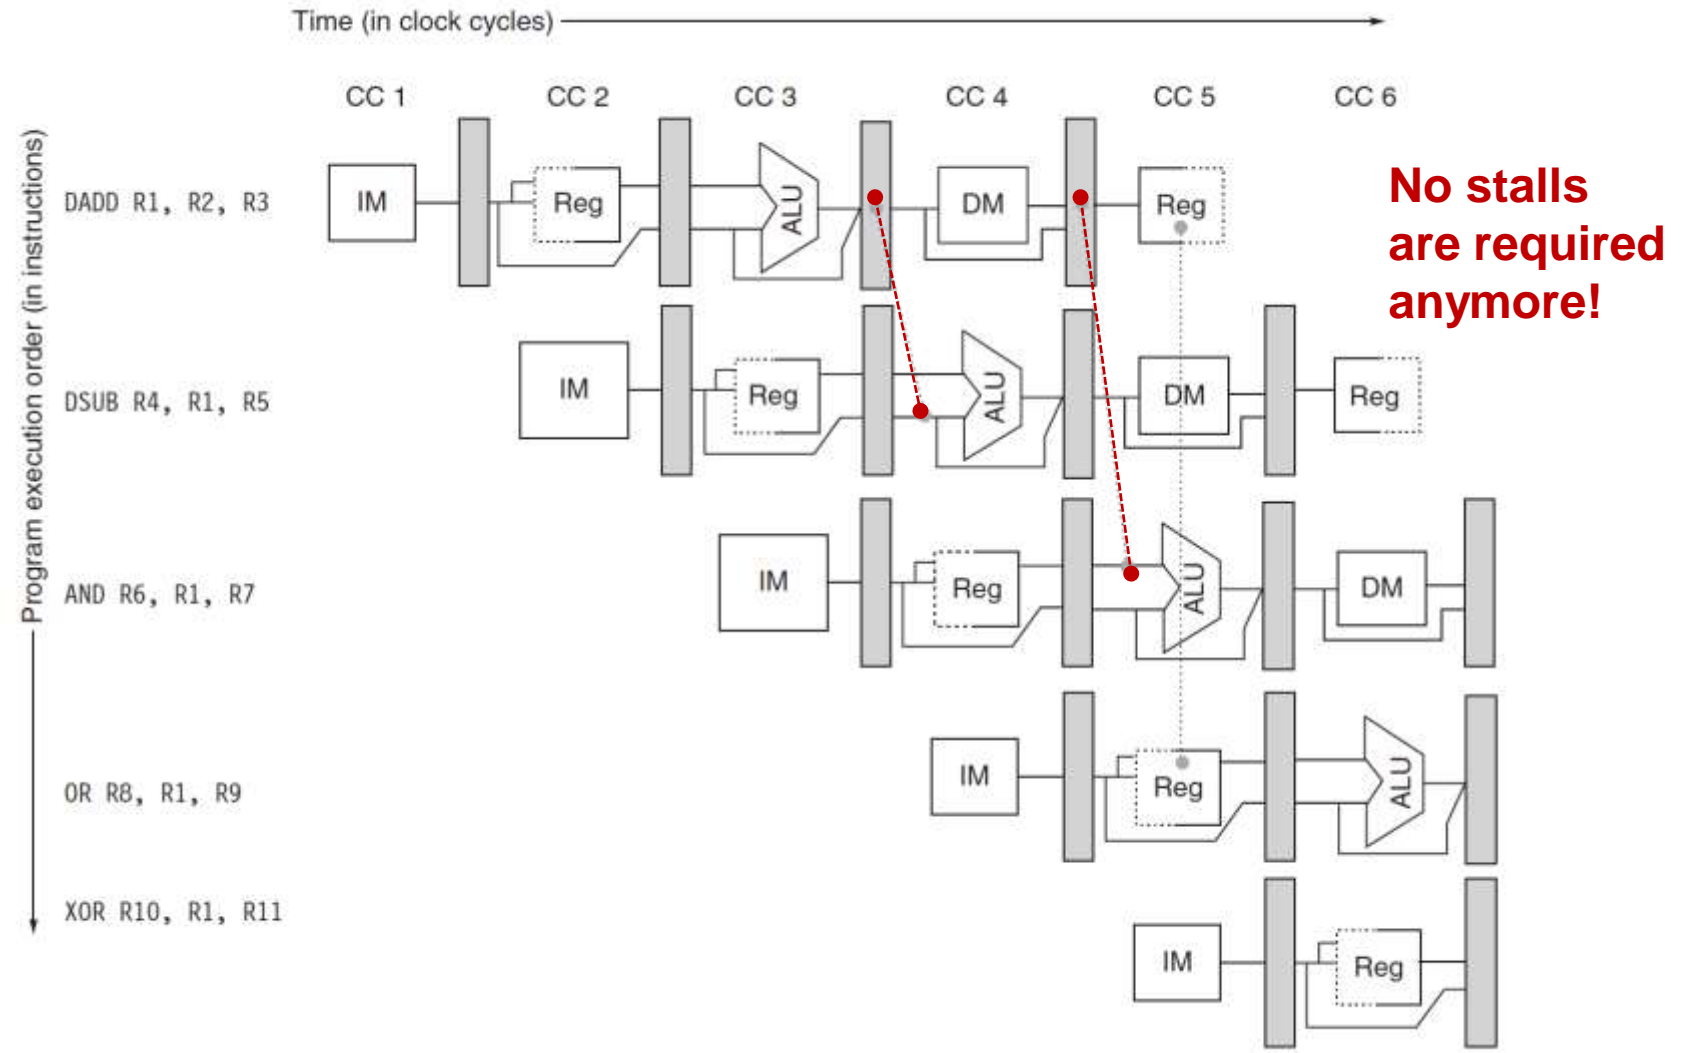 Time (in clock cycles)
CC 1 CC 2 CC 3 CC 4 CC 5 CC 6
Program execution order (in instructions)
No stalls
are required
anymore!
DADD R1, R2, R3 IM Reg ALU DM Reg
DSUB R4, R1, R5 IM Reg ALU DM Reg
AND R6, R1, R7 IM Reg ALU DM
OR R8, R1, R9 IM Reg ALU
XOR R10, R1, R11 IM Reg